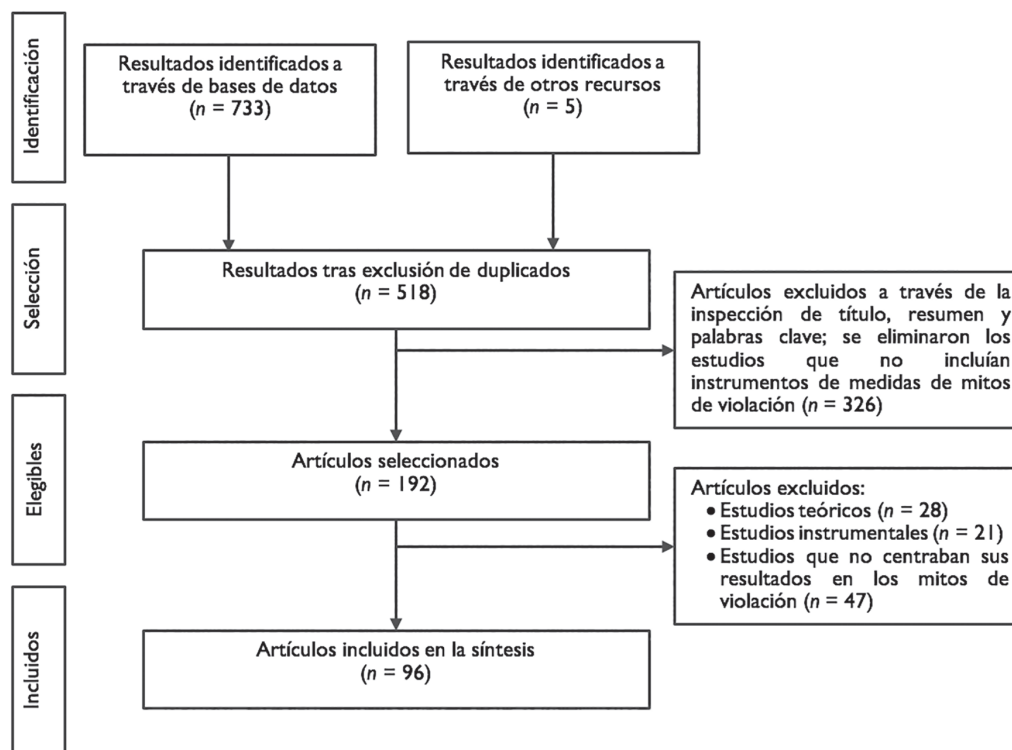 Identificación
Resultados identificados a
través de bases de datos
(n = 733)
Resultados identificados a
través de otros recursos
(n = 5)
Selección
Resultados tras exclusión de duplicados
(n = 518)
Artículos excluidos a través de la
inspección de título, resumen y
palabras clave; se eliminaron los
estudios que no incluían
instrumentos de medidas de mitos
de violación (n = 326)
Elegibles
Artículos seleccionados
(n = 192)
Artículos excluidos:
• Estudios teóricos (n = 28)
• Estudios instrumentales (n = 21)
• Estudios que no centraban sus
resultados en los mitos de
violación (n = 47)
Incluidos
Artículos incluidos en la síntesis
(n = 96)